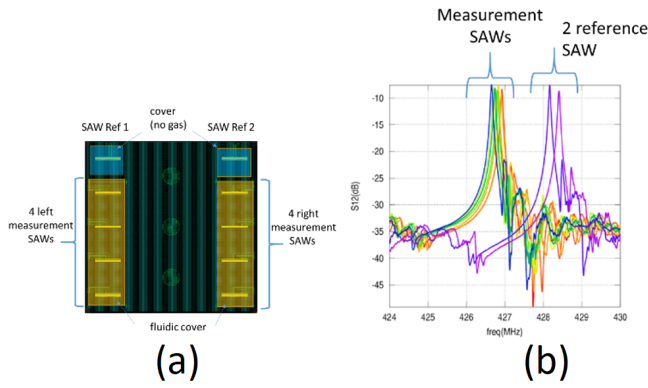 cover
(no gas)
SAW Ref 1
SAW Ref 2
4 left
measurement
SAWs
4 right
measurement
SAWs
fluidic cover
(a)
Measurement
SAWs
2 reference
SAW
S12(dB)
-10
-15
-20
-25
-30
-35
-40
-45
424
425
426
427
428
429
430
freq(MHz)
(b)